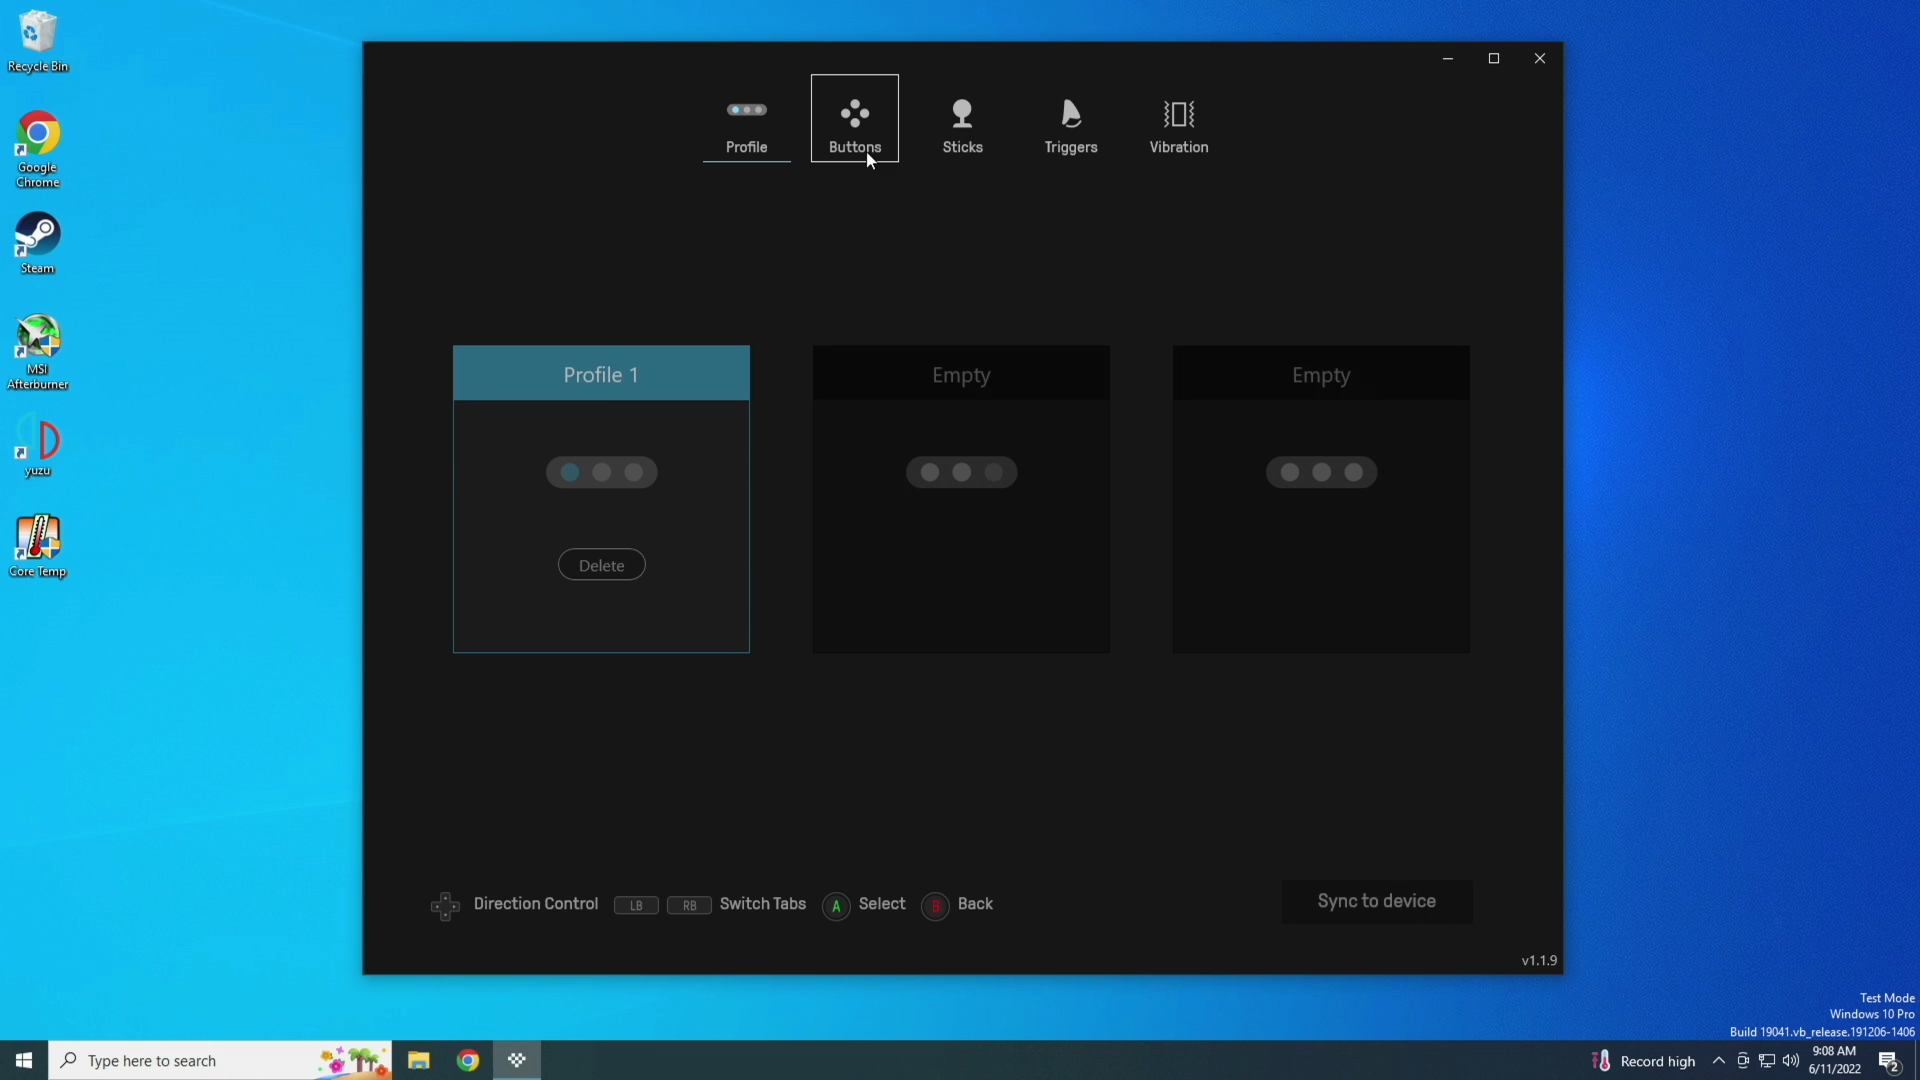 Recycle Bin
Google
Chrome
Steam
MSI
Afterburner
yuzu
Core Temp
Profile
Buttons
Sticks
Triggers
Vibration
Profile 1
Delete
Empty
Empty
Direction Control
LB
RB
Switch Tabs
A
Select
B
Back
Sync to device
v1.1.9
Test Mode
Windows 10 Pro
Build 19041.vb_release.191206-1406
Type here to search
Record high
9:08 AM
6/11/2022
2